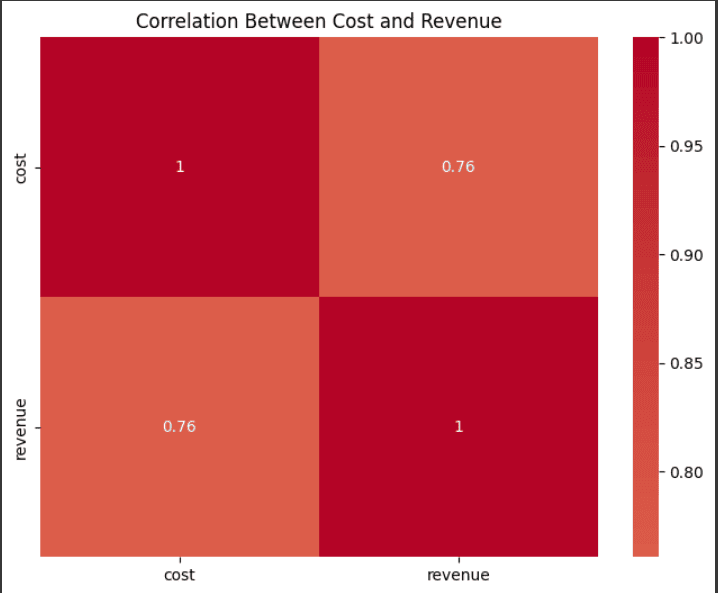 Correlation Between Cost and Revenue
cost
1
0.76
revenue
0.76
1
cost
revenue
1.00
0.95
0.90
0.85
0.80